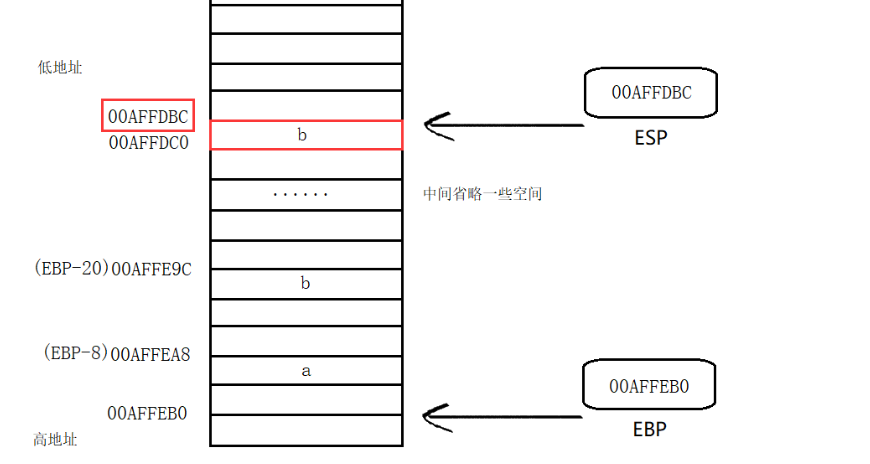 低地址
00AFFDBC
00AFFDBC
b
00AFFDC0
ESP
······
中间省略一些空间
(EBP-20)00AFFE9C
b
(EBP-8)00AFFEA8
a
00AFFEB0
00AFFEB0
EBP
高地址